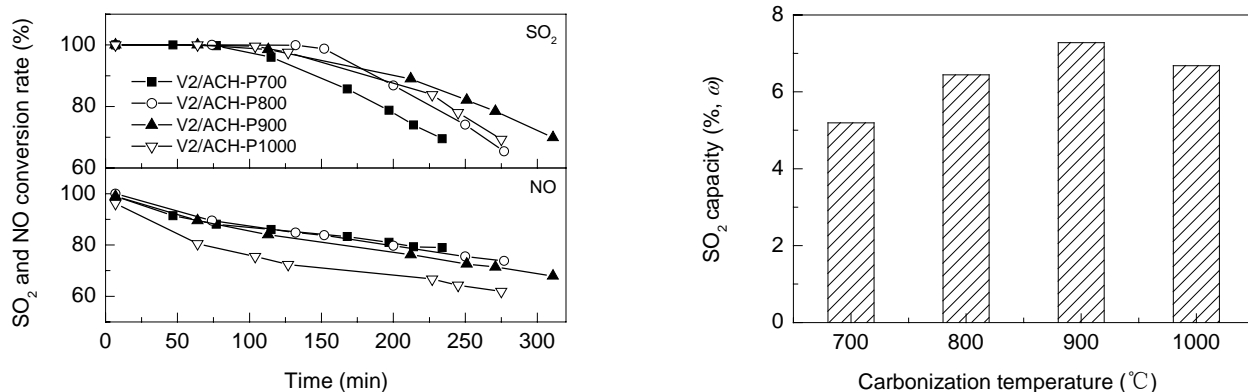 SO2 and NO conversion rate (%)
100
80
60
100
80
60
SO2
V2/ACH-P700
V2/ACH-P800
V2/ACH-P900
V2/ACH-P1000
NO
0 50 100 150 200 250 300
Time (min)
SO2 capacity (%, ω)
8
6
4
2
0
700 800 900 1000
Carbonization temperature (℃)